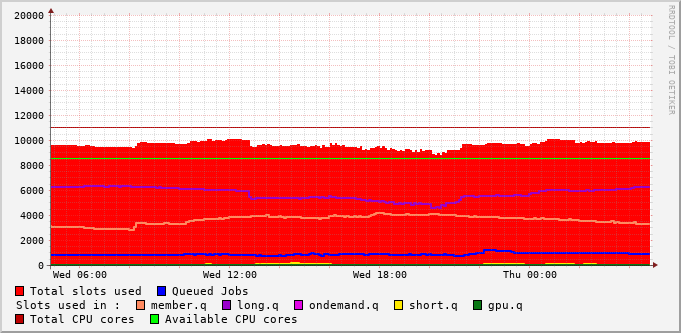 RRDTOOL / TOBI OETIKER
20000
18000
16000
14000
12000
10000
8000
6000
4000
2000
0
Wed 06:00 Wed 12:00 Wed 18:00 Thu 00:00
Total slots used Queued Jobs
Slots used in : member.q long.q ondemand.q short.q gpu.q
Total CPU cores Available CPU cores